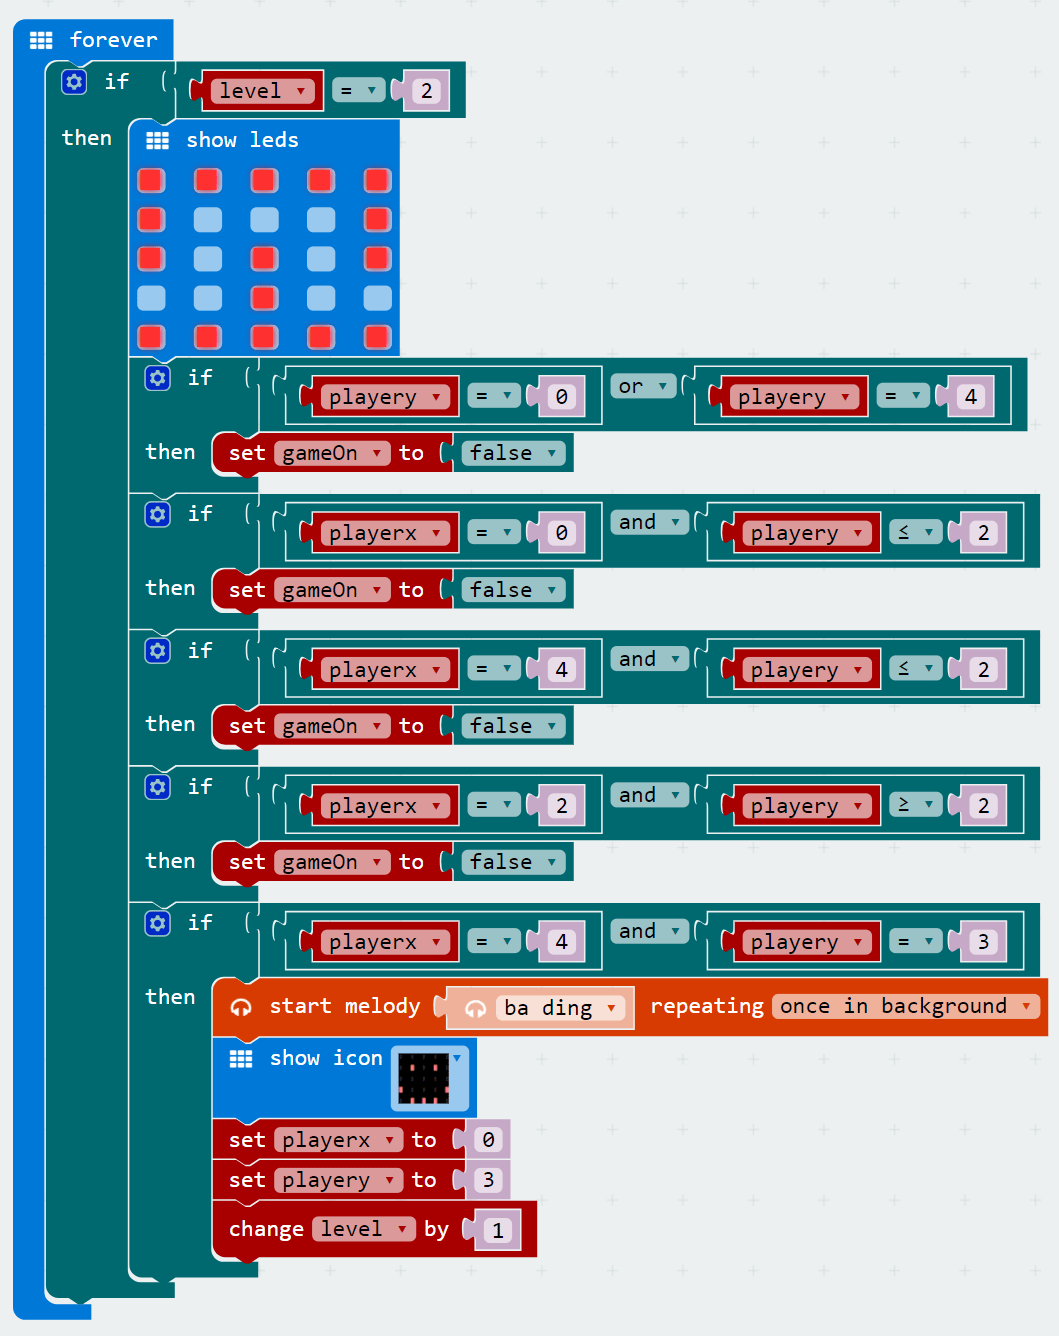 forever
if level = 2
then show leds
if playery = 0 or playery = 4
then set gameOn to false
if playerx = 0 and playery ≤ 2
then set gameOn to false
if playerx = 4 and playery ≤ 2
then set gameOn to false
if playerx = 2 and playery ≥ 2
then set gameOn to false
if playerx = 4 and playery = 3
then start melody ba ding repeating once in background
show icon
set playerx to 0
set playery to 3
change level by 1